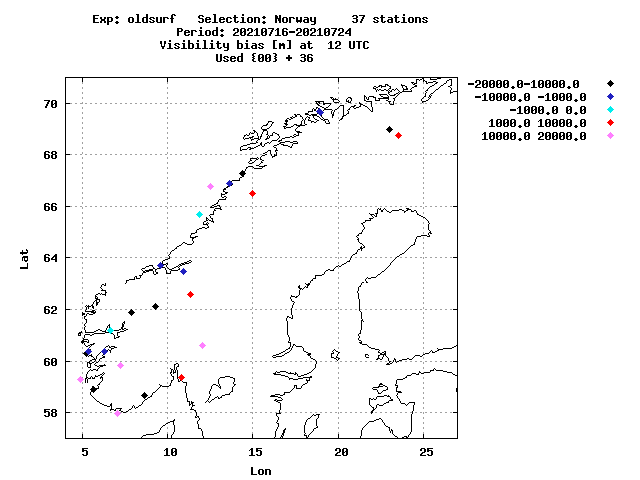 Exp: oldsurf Selection: Norway 37 stations
Period: 20210716-20210724
Visibility bias [m] at 12 UTC
Used {00} + 36
-20000.0-10000.0
-10000.0 -1000.0
-1000.0 0.0
1000.0 10000.0
10000.0 20000.0
70
68
66
64
62
60
58
Lat
5 10 15 20 25
Lon